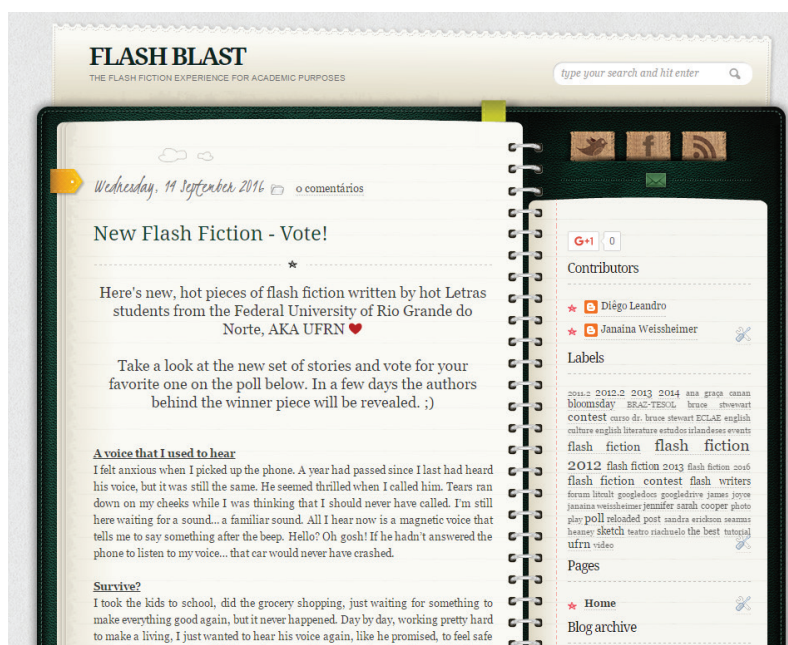 FLASH BLAST
THE FLASH FICTION EXPERIENCE FOR ACADEMIC PURPOSES
type your search and hit enter
Wednesday, 14 September 2016
0 comentários
New Flash Fiction - Vote!
Here's new, hot pieces of flash fiction written by hot Letras
students from the Federal University of Rio Grande do
Norte, AKA UFRN ❤
Take a look at the new set of stories and vote for your
favorite one on the poll below. In a few days the authors
behind the winner piece will be revealed. ;)
A voice that I used to hear
I felt anxious when I picked up the phone. A year had passed since I last had heard
his voice, but it was still the same. He seemed thrilled when I called him. Tears ran
down on my cheeks while I was thinking that I should never have called. I'm still
here waiting for a sound... a familiar sound. All I hear now is a magnetic voice that
tells me to say something after the beep. Hello? Oh gosh! If he hadn't answered the
phone to listen to my voice... that car would never have crashed.
Survive?
I took the kids to school, did the grocery shopping, just waiting for something to
make everything good again, but it never happened. Day by day, working pretty hard
to make a living, I just wanted to hear his voice again, like he promised, to feel safe
G+1 0
Contributors
Diêgo Leandro
Janaina Weissheimer
Labels
2011.2 2012.2 2013 2014 ana graça canan
bloomsday BRAZ-TESOL bruce stwewart
contest curso dr. bruce stewart ECLAE english
culture english literature estudos irlandeses events
flash fiction flash fiction
2012 flash fiction 2013 flash fiction 2016
flash fiction contest flash writers
forum litcult googledocs googledrive james joyce
janaina weissheimer jennifer sarah cooper photo
play poll reloaded post sandra erickson seamus
heaney sketch teatro riachuelo the best tutorial
ufrn video
Pages
Home
Blog archive